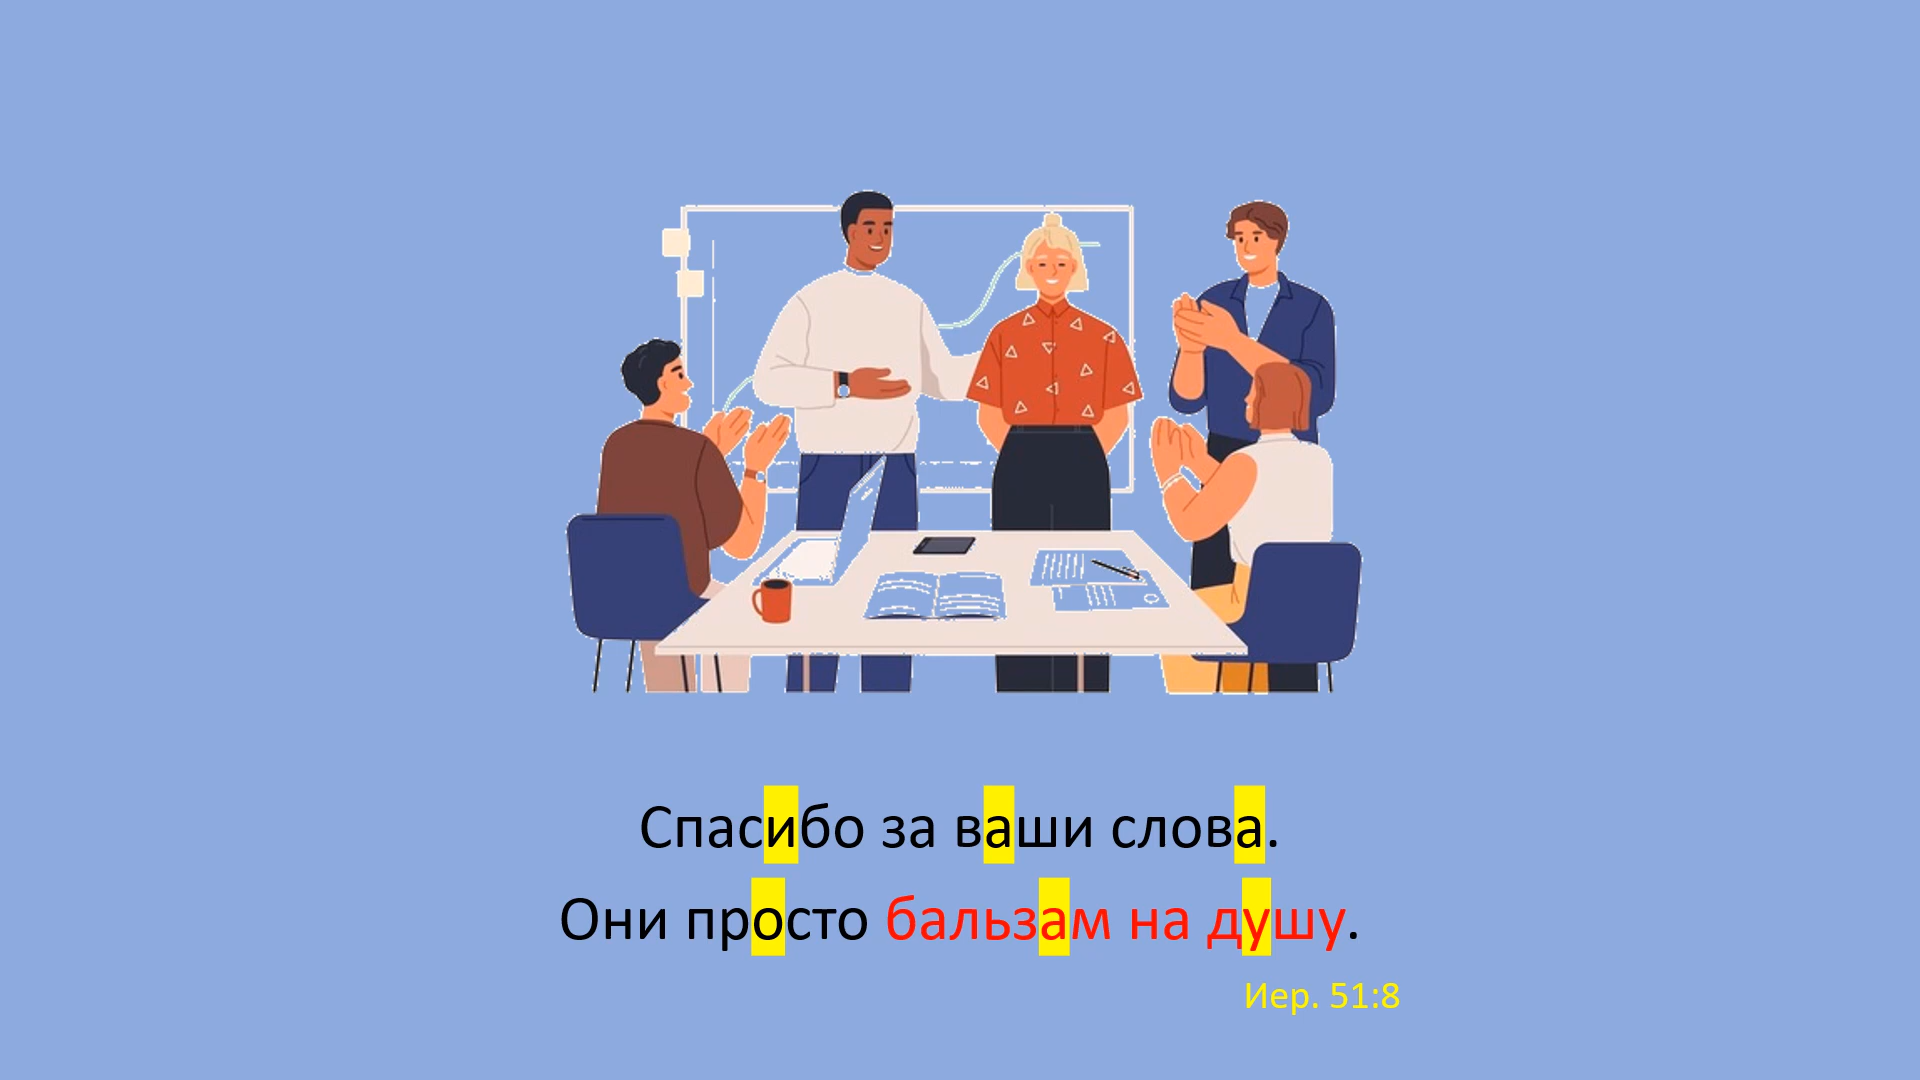 Спасибо за ваши слова.
Они просто бальзам на душу.
Иер. 51:8